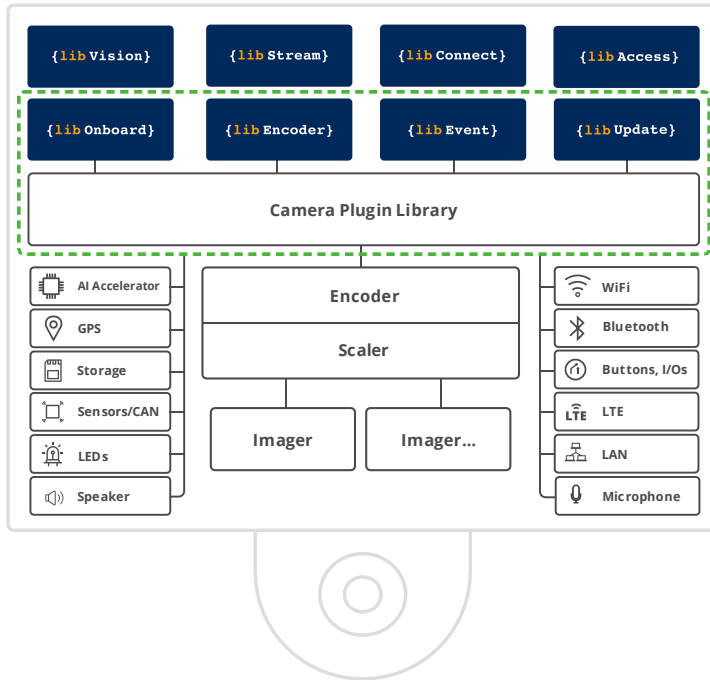 {lib Vision}
{lib Stream}
{lib Connect}
{lib Access}
{lib Onboard}
{lib Encoder}
{lib Event}
{lib Update}
Camera Plugin Library
AI Accelerator
GPS
Storage
Sensors/CAN
LEDs
Speaker
Encoder
Scaler
Imager
Imager...
WiFi
Bluetooth
Buttons, I/Os
LTE LTE
LAN
Microphone